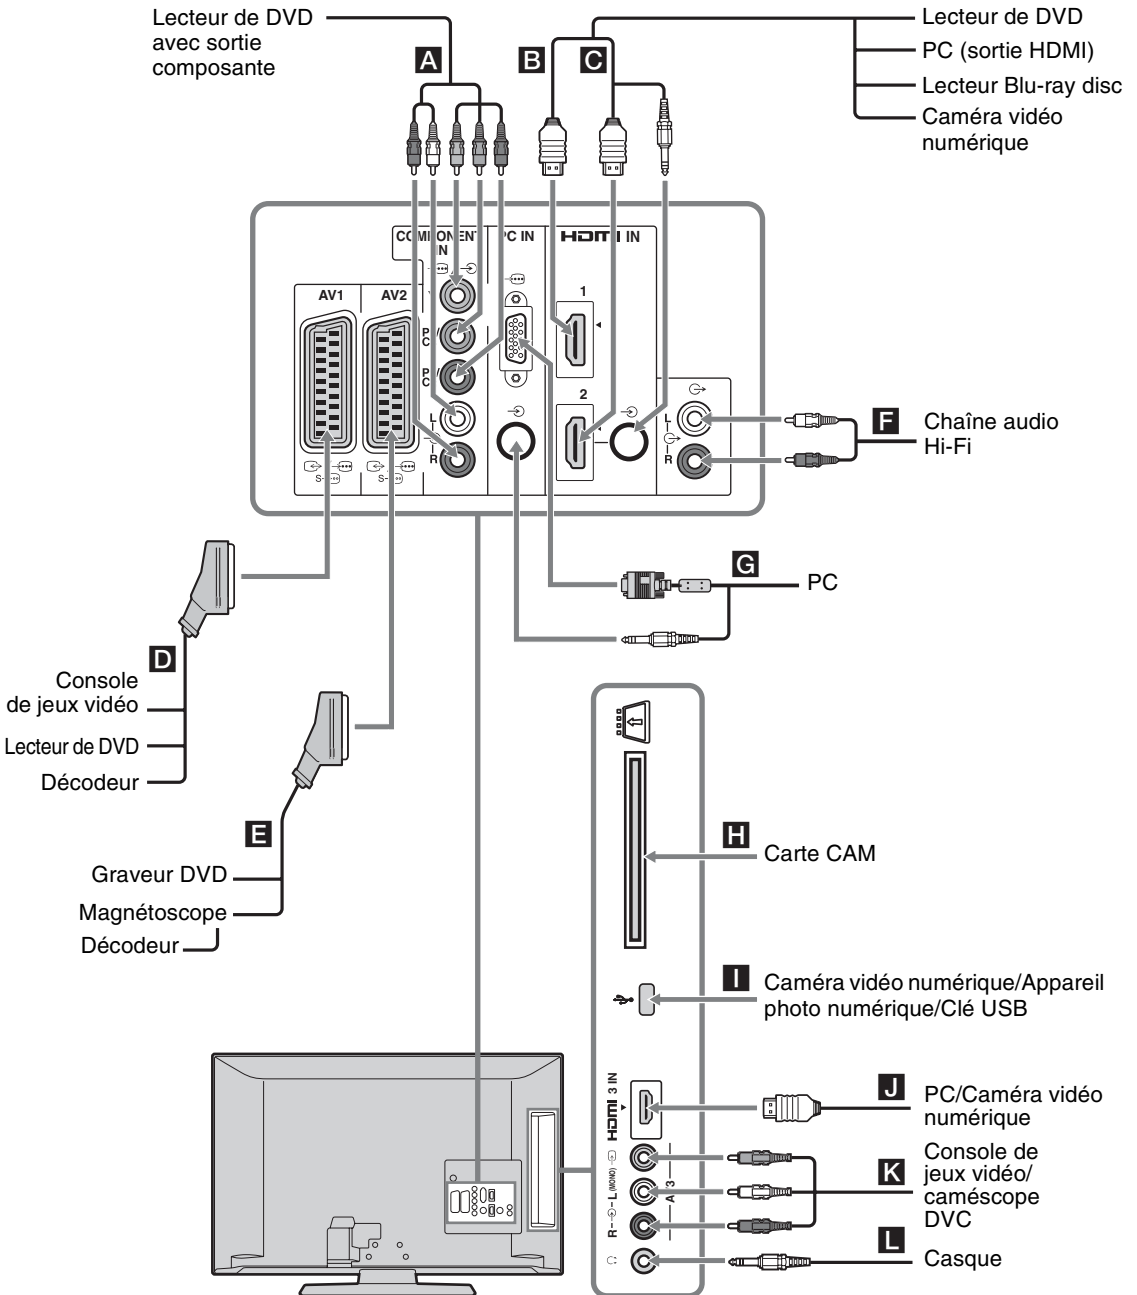 Lecteur de DVD
avec sortie
composante
A
B
C
Lecteur de DVD
PC (sortie HDMI)
Lecteur Blu-ray disc
Caméra vidéo
numérique
COMPONENT
IN
PC IN
HDMI IN
AV1
AV2
1
2
L
R
L
R
S
S
F
Chaîne audio
Hi-Fi
G
PC
D
Console
de jeux vidéo
Lecteur de DVD
Décodeur
E
Graveur DVD
Magnétoscope
Décodeur
H
Carte CAM
I
Caméra vidéo numérique/Appareil
photo numérique/Clé USB
HDMI 3 IN
J
PC/Caméra vidéo
numérique
L (MONO)
R
K
Console de
jeux vidéo/
caméscope
DVC
L
Casque